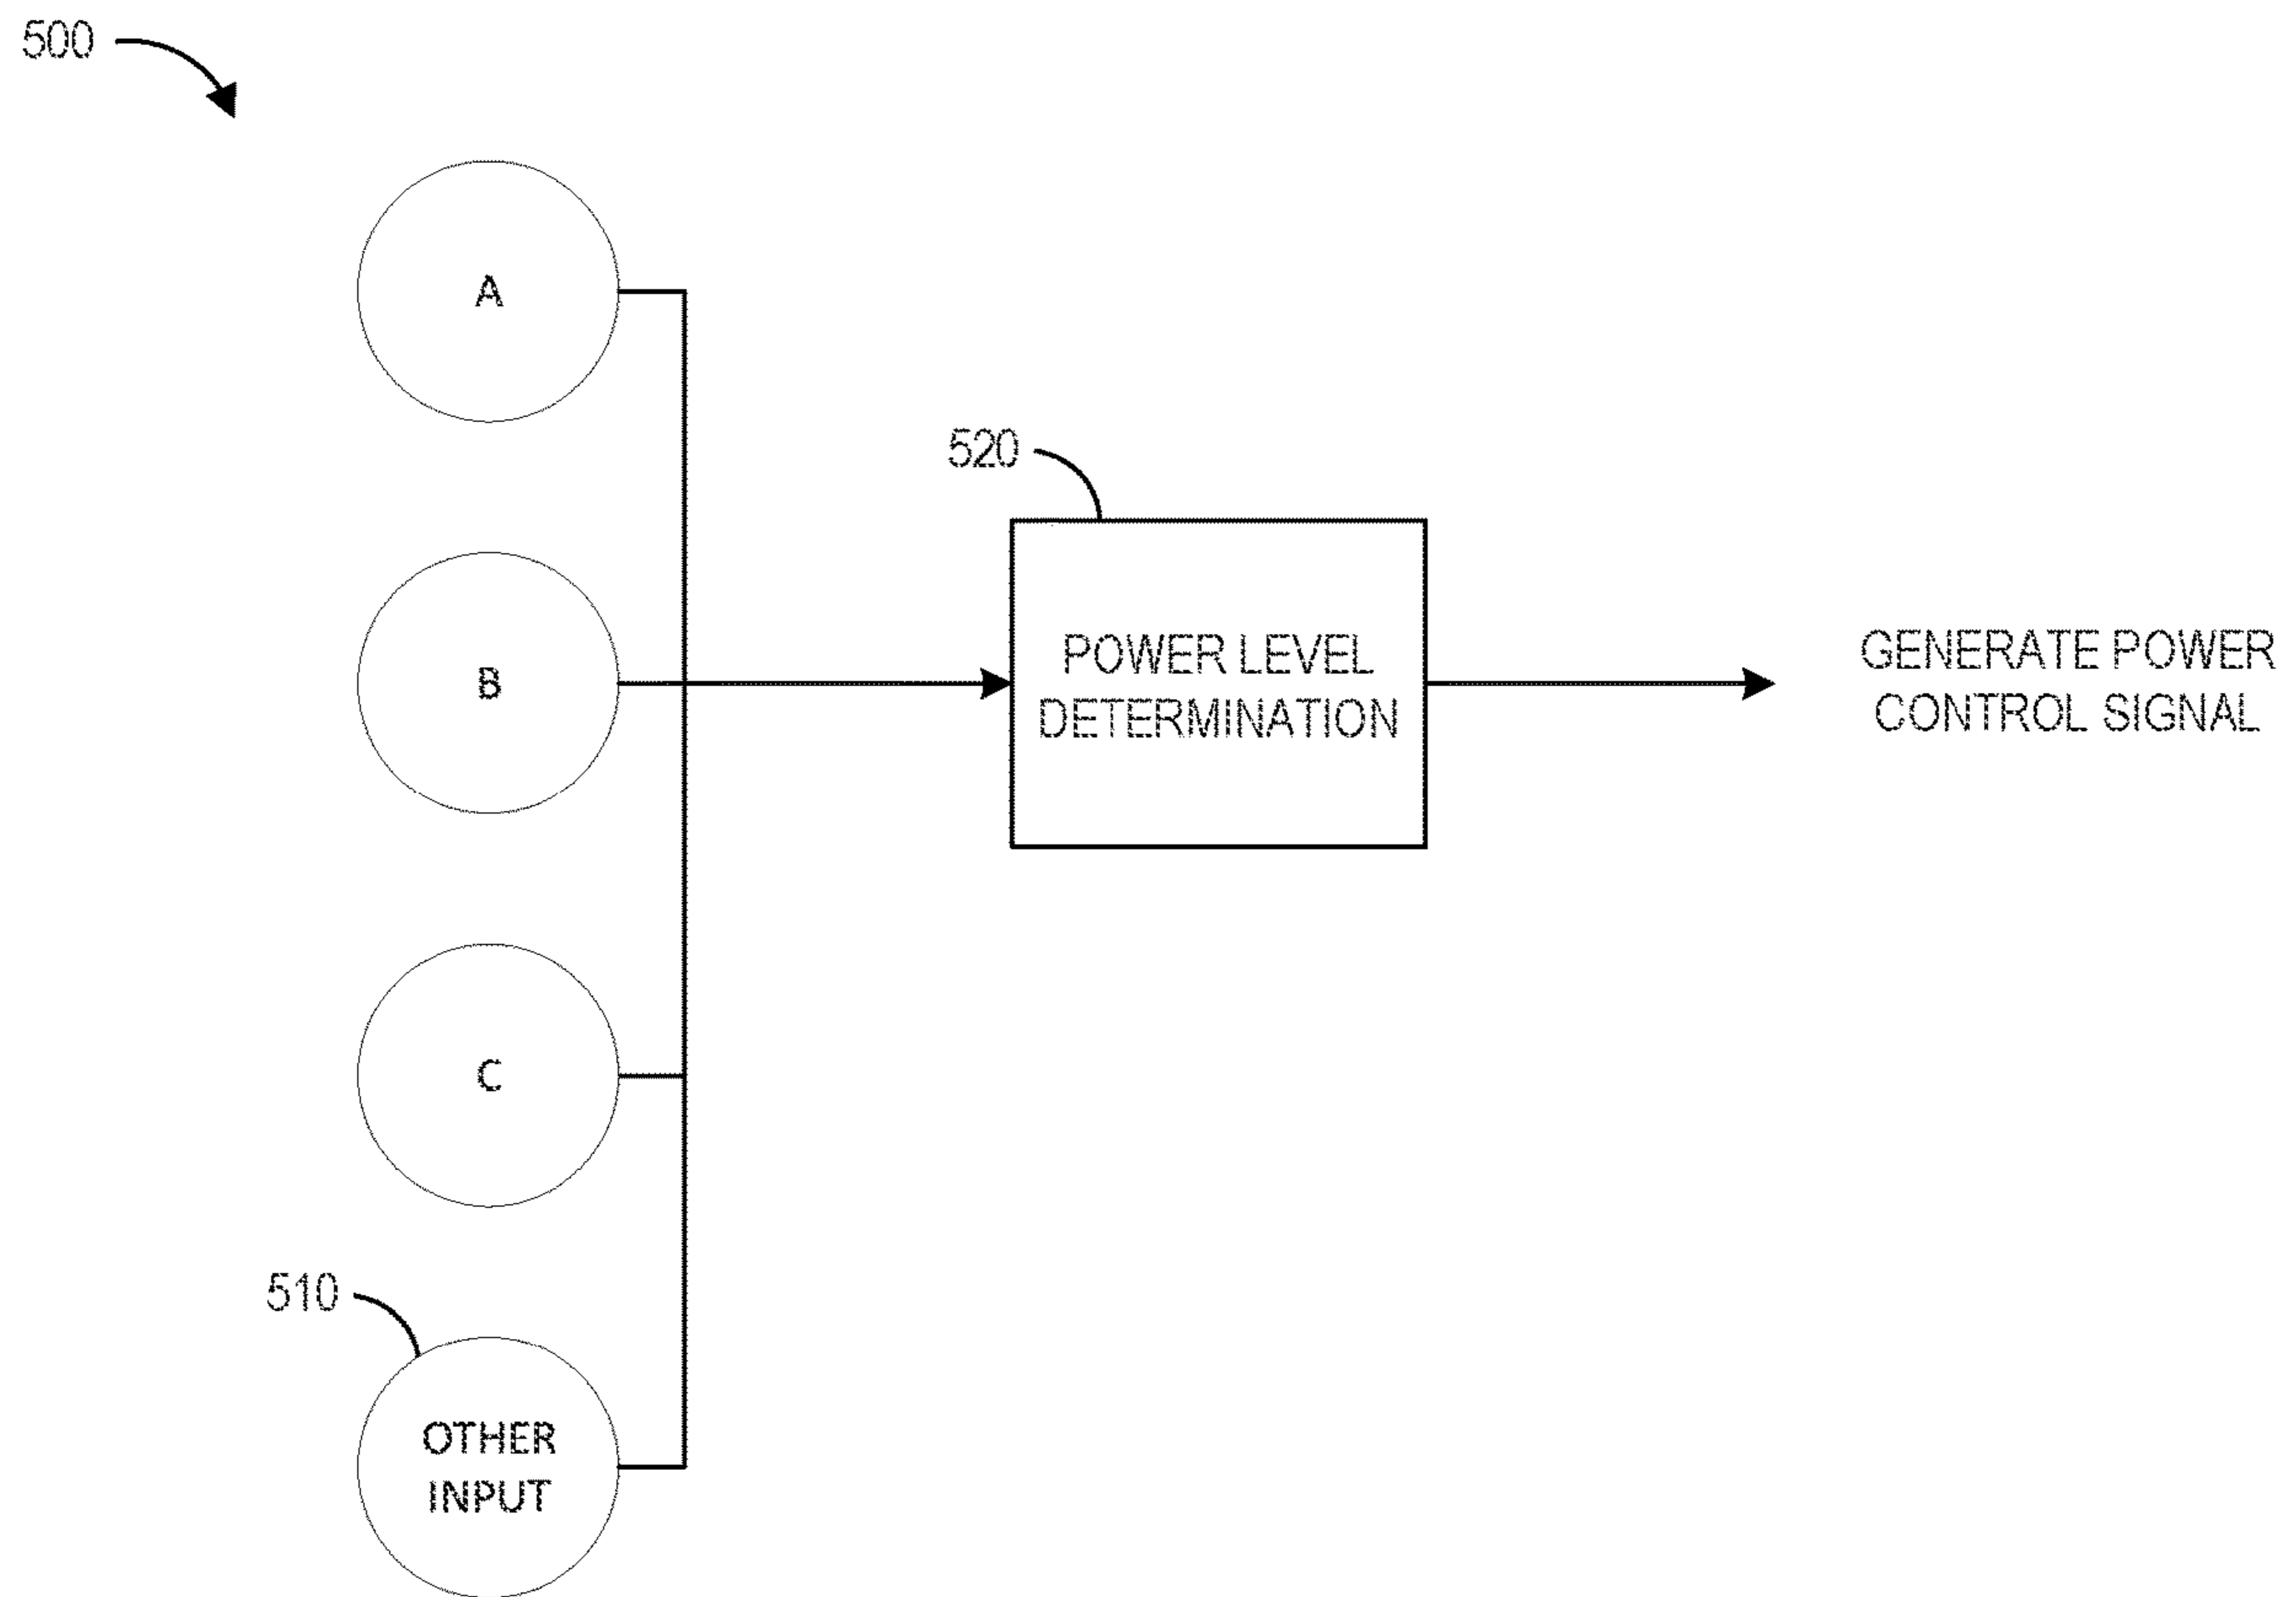 500
A
520
B
POWER LEVEL
DETERMINATION
GENERATE POWER
CONTROL SIGNAL
C
510
OTHER
INPUT